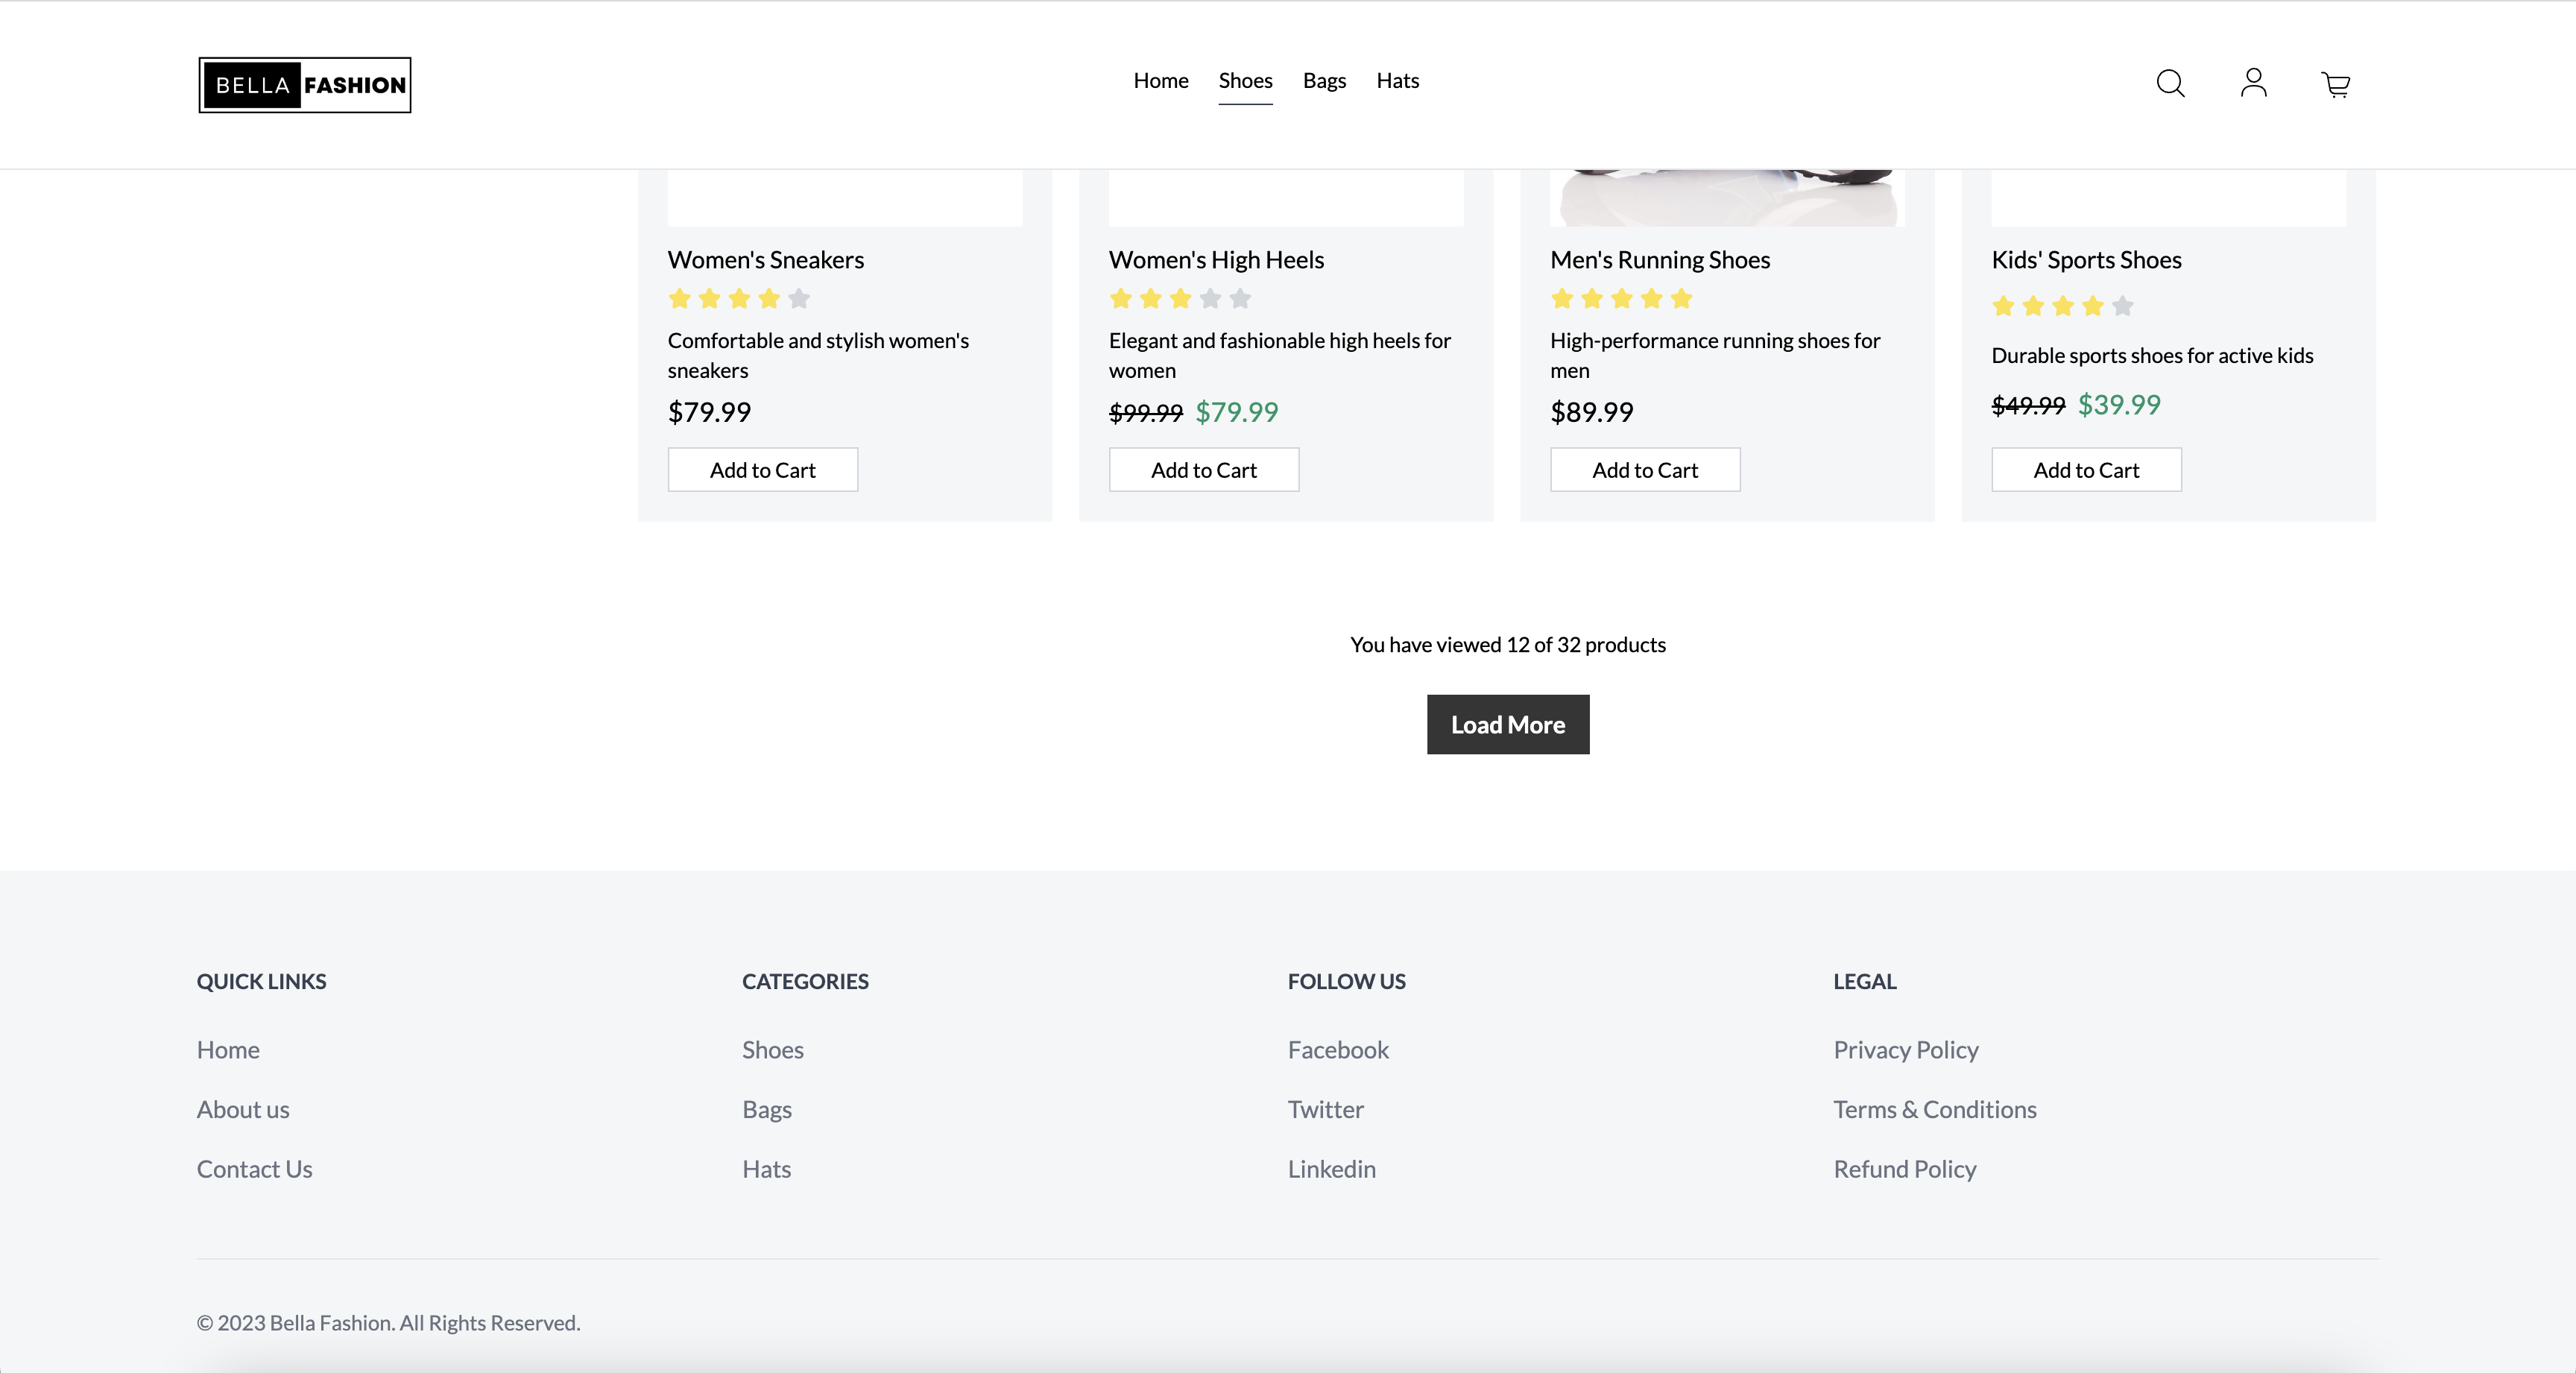 BELLA FASHION
Home Shoes Bags Hats
Women's Sneakers
Comfortable and stylish women's
sneakers
$79.99
Add to Cart
Women's High Heels
Elegant and fashionable high heels for
women
$99.99 $79.99
Add to Cart
Men's Running Shoes
High-performance running shoes for
men
$89.99
Add to Cart
Kids' Sports Shoes
Durable sports shoes for active kids
$49.99 $39.99
Add to Cart
You have viewed 12 of 32 products
Load More
QUICK LINKS
Home
About us
Contact Us
CATEGORIES
Shoes
Bags
Hats
FOLLOW US
Facebook
Twitter
Linkedin
LEGAL
Privacy Policy
Terms & Conditions
Refund Policy
© 2023 Bella Fashion. All Rights Reserved.